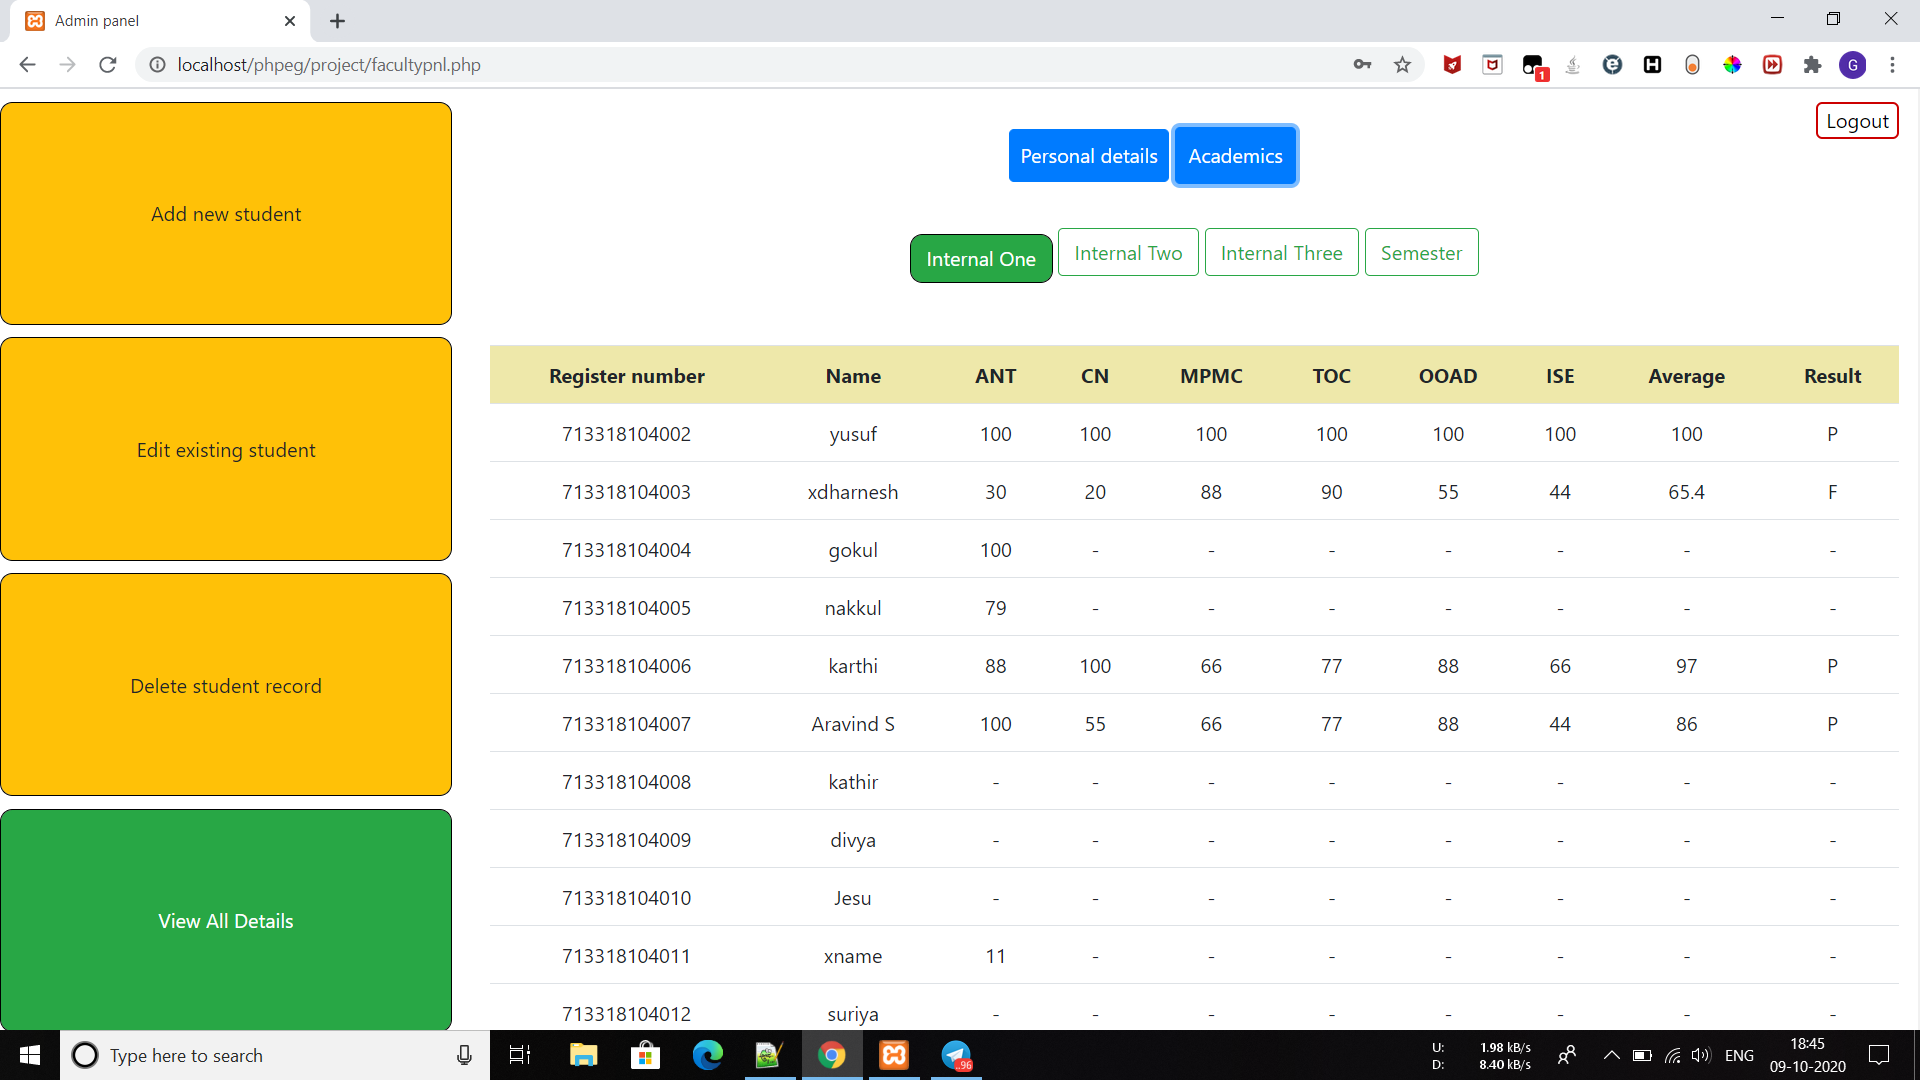 Admin panel
localhost/phpeg/project/facultypnl.php
1
G
Logout
Personal details Academics
Internal One Internal Two Internal Three Semester
Add new student
Edit existing student
Delete student record
View All Details
Register number Name ANT CN MPMC TOC OOAD ISE Average Result
713318104002 yusuf 100 100 100 100 100 100 100 P
713318104003 xdharnesh 30 20 88 90 55 44 65.4 F
713318104004 gokul 100 - - - - - - -
713318104005 nakkul 79 - - - - - - -
713318104006 karthi 88 100 66 77 88 66 97 P
713318104007 Aravind S 100 55 66 77 88 44 86 P
713318104008 kathir - - - - - - - -
713318104009 divya - - - - - - - -
713318104010 Jesu - - - - - - - -
713318104011 xname 11 - - - - - - -
713318104012 suriya - - - - - - - -
Type here to search
.96
U: 1.98 kB/s
D: 8.40 kB/s
ENG
18:45
09-10-2020